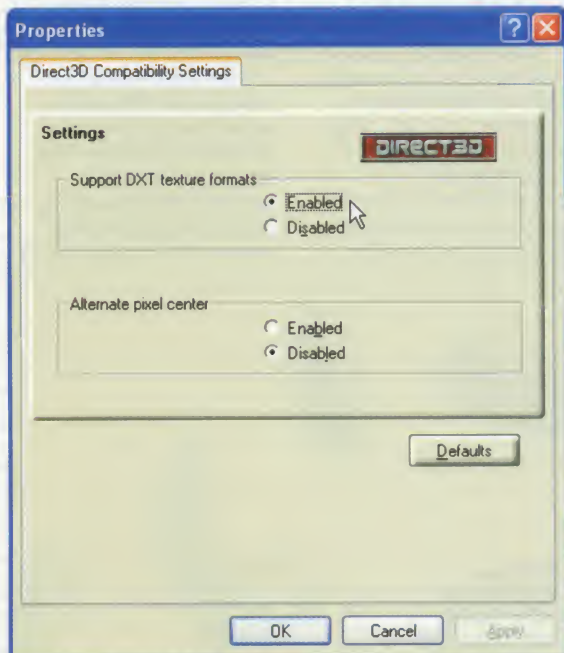 Properties
Direct3D Compatibility Settings
Settings
DIRECT3D
Support DXT texture formats
Enabled
Disabled
Alternate pixel center
Enabled
Disabled
Defaults
OK
Cancel
Apply